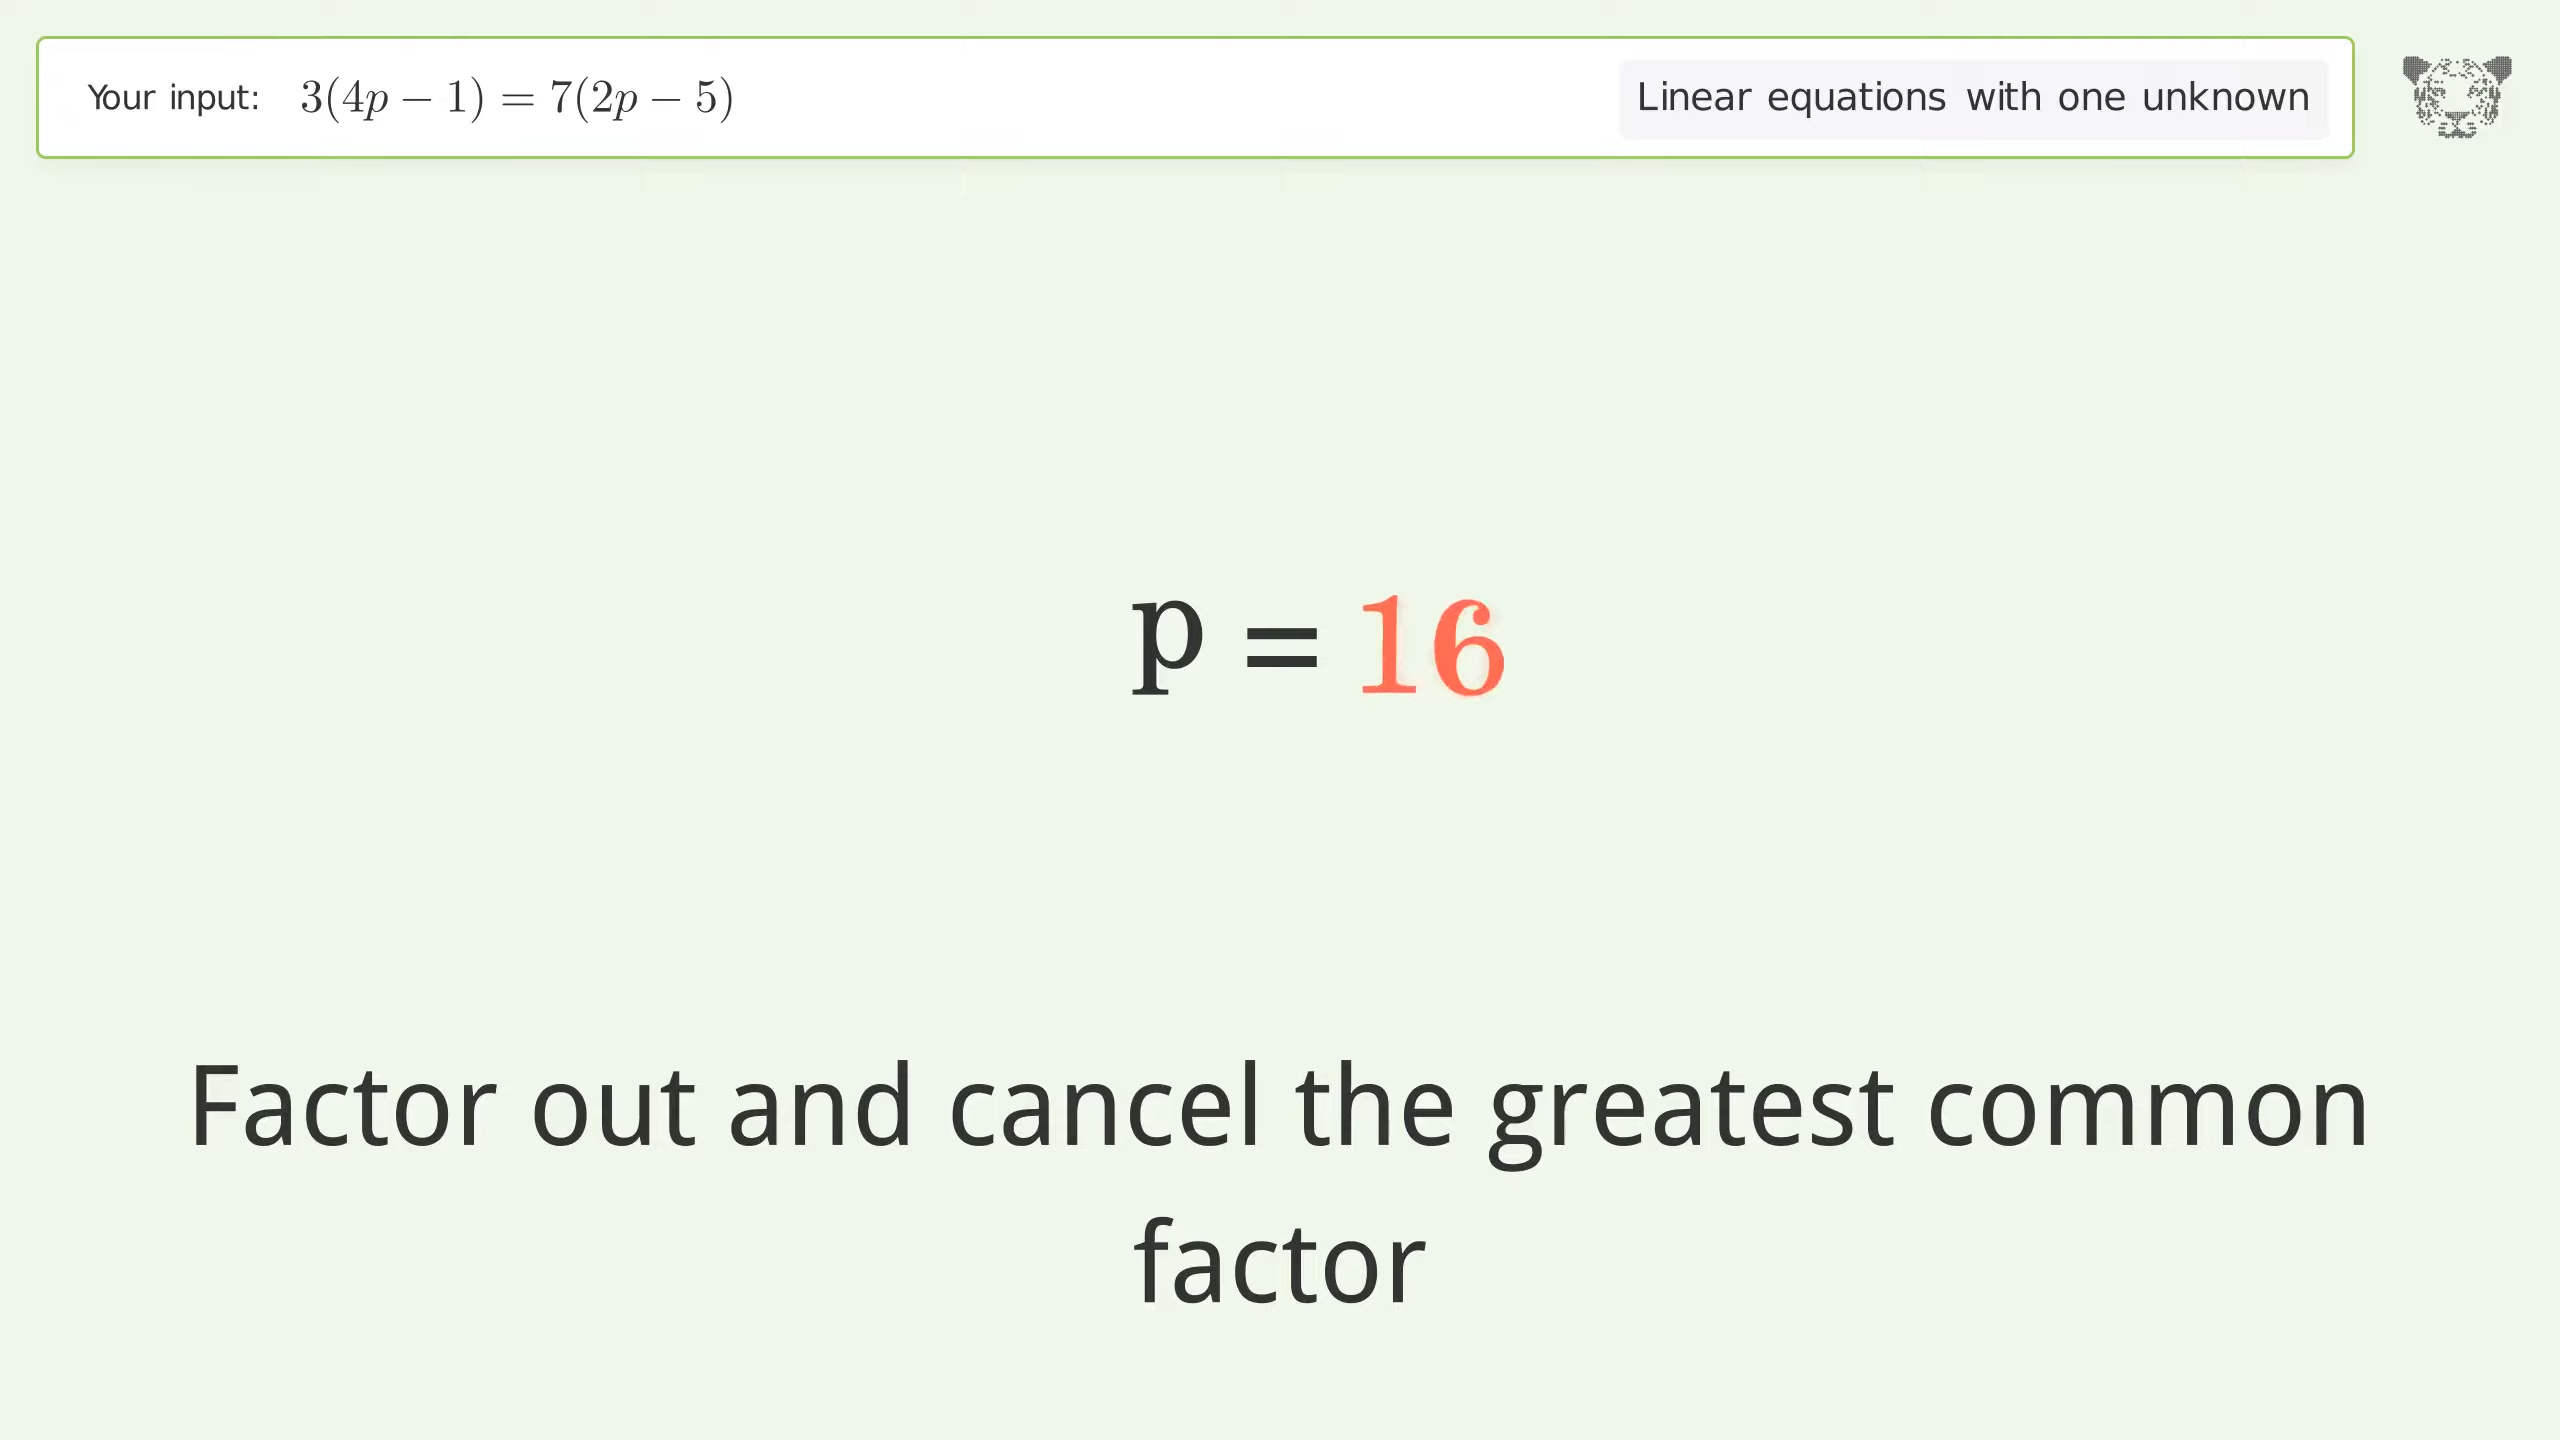 Your input: 3(4p − 1) = 7(2p − 5)
Linear equations with one unknown
p = 16
Factor out and cancel the greatest common
factor